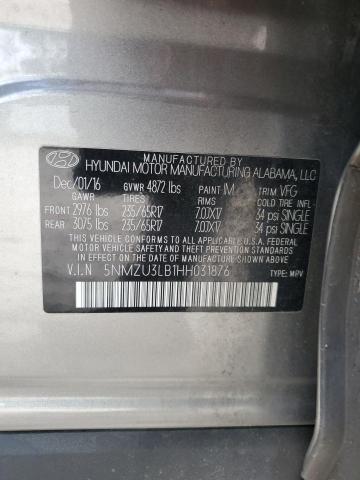 HYUNDAI MOTOR MANUFACTURING ALABAMA, LLC
Dec/01/16 GVWR 4872 lbs PAINT IM TRIM VFG
GAWR TIRES RIMS COLD TIRE INFL
FRONT 2976 lbs 235/65R17 7.0JX17 34 psi SINGLE
REAR 3075 lbs 235/65R17 7.0JX17 34 psi SINGLE
THIS VEHICLE CONFORMS TO ALL APPLICABLE U.S.A. FEDERAL MOTOR
VEHICLE SAFETY, BUMPER, AND THEFT PREVENTION STANDARDS
IN EFFECT ON THE DATE OF MANUFACTURE SHOWN ABOVE.
V.I.N 5NMZU3LB1HH031876 TYPE: MPV